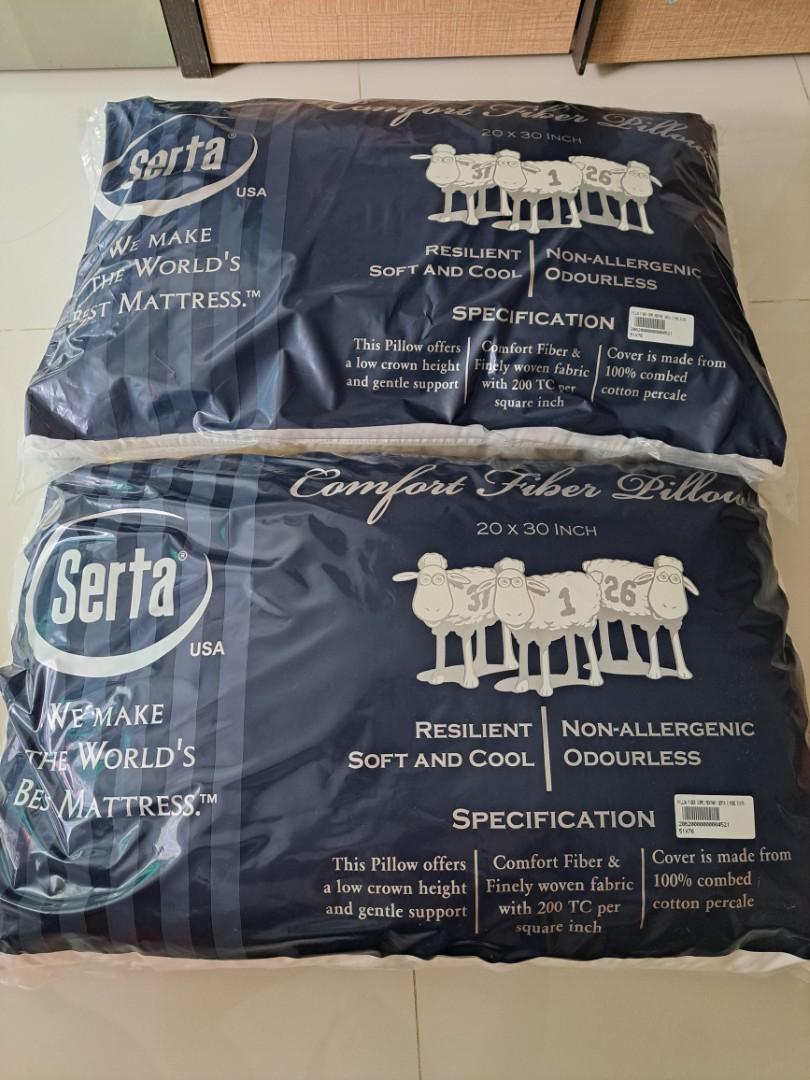 Comfort Fiber Pillow
20 x 30 Inch
Serta®
USA
We make
the World's
Best Mattress.™
31 1 26
Resilient
Soft and Cool
Non-Allergenic
Odourless
Specification
This Pillow offers
a low crown height
and gentle support
Comfort Fiber &
Finely woven fabric
with 200 TC per
square inch
Cover is made from
100% combed
cotton percale
51X76
Comfort Fiber Pillow
20 x 30 Inch
Serta®
USA
We make
the World's
Best Mattress.™
31 1 26
Resilient
Soft and Cool
Non-Allergenic
Odourless
Specification
51X76
This Pillow offers
a low crown height
and gentle support
Comfort Fiber &
Finely woven fabric
with 200 TC per
square inch
Cover is made from
100% combed
cotton percale